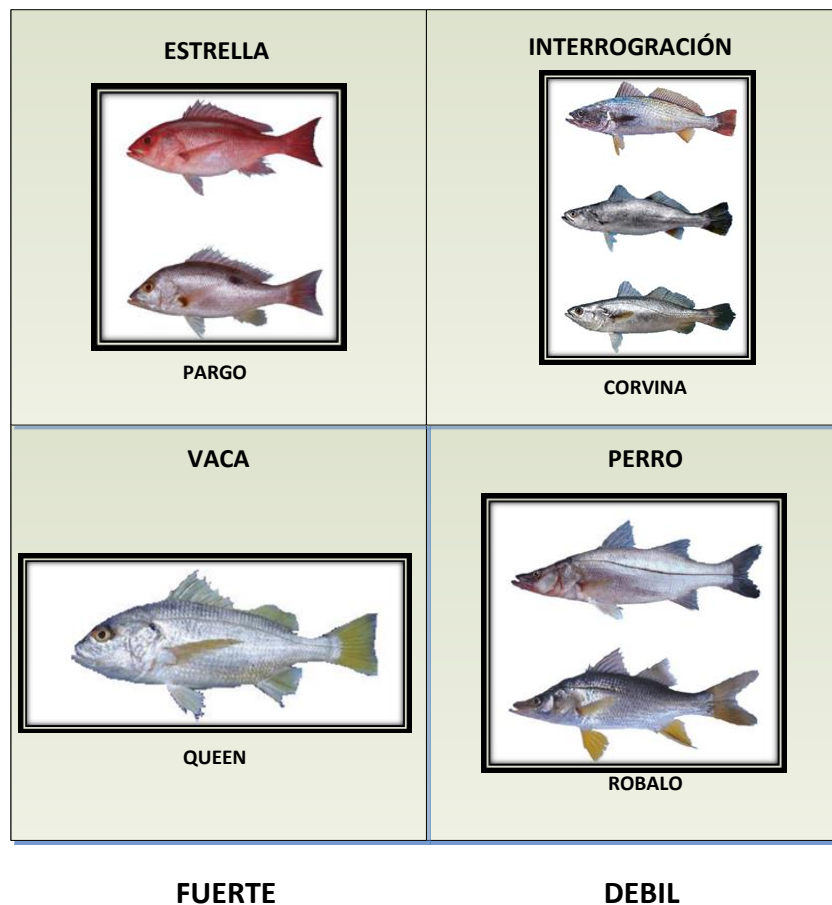 ESTRELLA
INTERROGRACIÓN
PARGO
CORVINA
VACA
PERRO
QUEEN
ROBALO
FUERTE
DEBIL